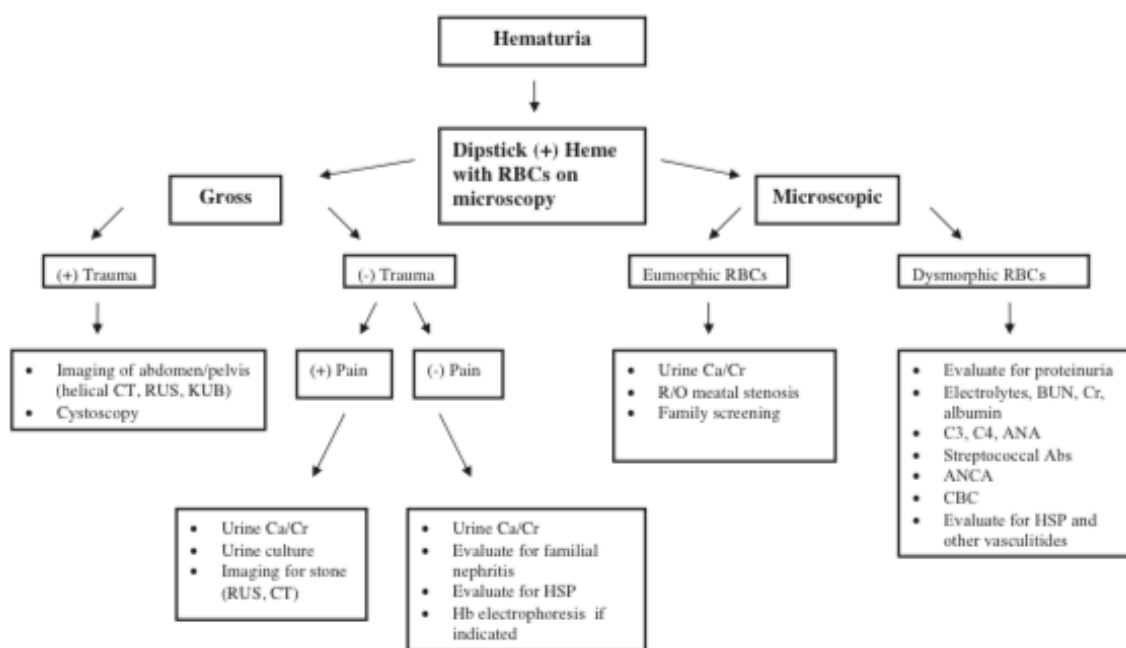 Hematuria
Dipstick (+) Heme
with RBCs on
microscopy
Gross
Microscopic
(+) Trauma
(-) Trauma
Eumorphic RBCs
Dysmorphic RBCs
• Imaging of abdomen/pelvis
(helical CT, RUS, KUB)
• Cystoscopy
(+) Pain
(-) Pain
• Urine Ca/Cr
• R/O meatal stenosis
• Family screening
• Evaluate for proteinuria
• Electrolytes, BUN, Cr,
albumin
• C3, C4, ANA
• Streptococcal Abs
• ANCA
• CBC
• Evaluate for HSP and
other vasculitides
• Urine Ca/Cr
• Urine culture
• Imaging for stone
(RUS, CT)
• Urine Ca/Cr
• Evaluate for familial
nephritis
• Evaluate for HSP
• Hb electrophoresis if
indicated